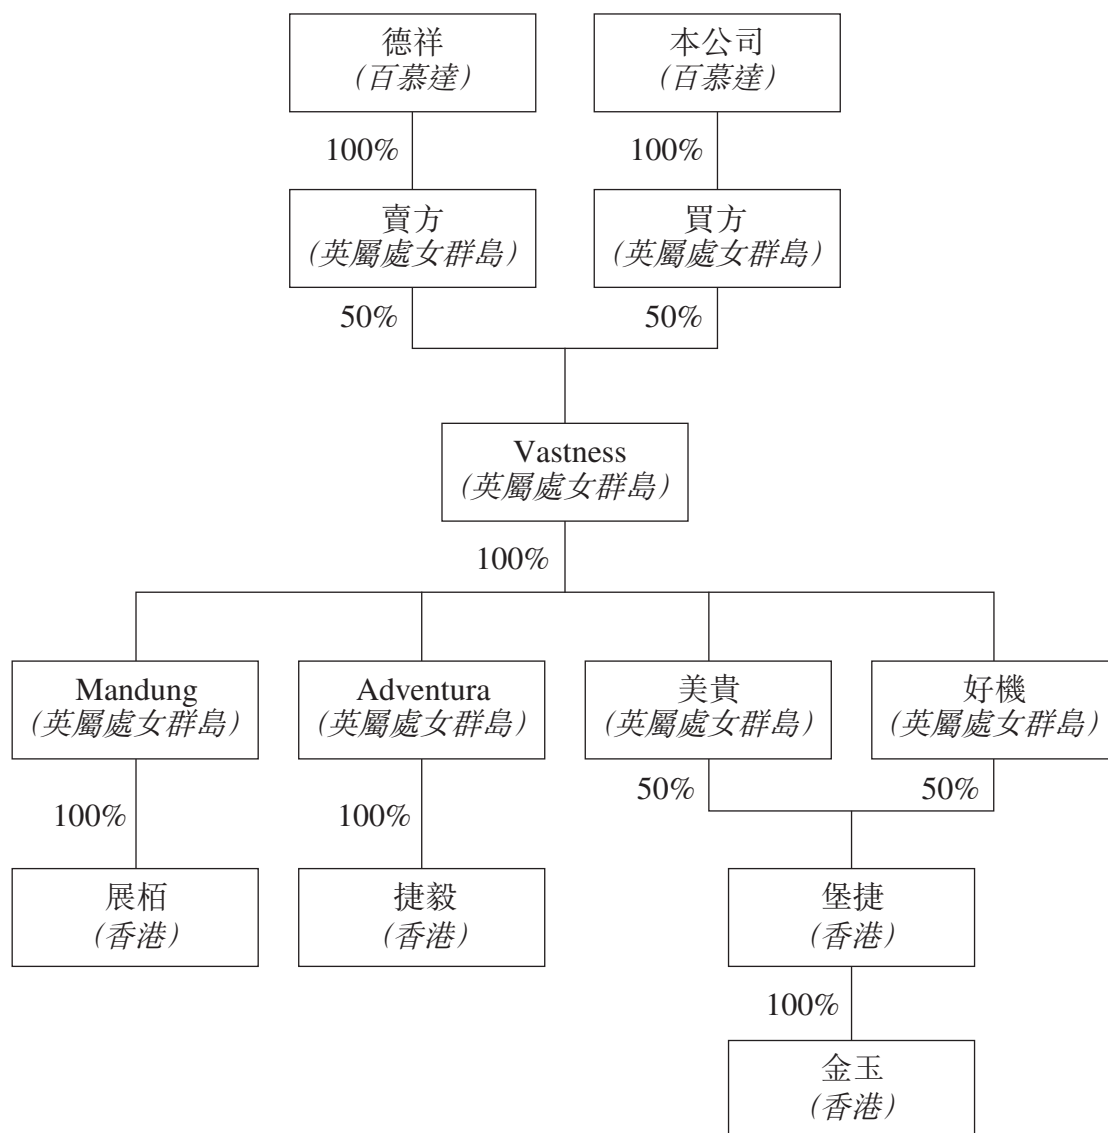 德祥
(百慕達)
本公司
(百慕達)
100%
100%
賣方
(英屬處女群島)
買方
(英屬處女群島)
50%
50%
Vastness
(英屬處女群島)
100%
Mandung
(英屬處女群島)
Adventura
(英屬處女群島)
美貴
(英屬處女群島)
好機
(英屬處女群島)
100%
100%
50%
50%
展栢
(香港)
捷毅
(香港)
堡捷
(香港)
100%
金玉
(香港)